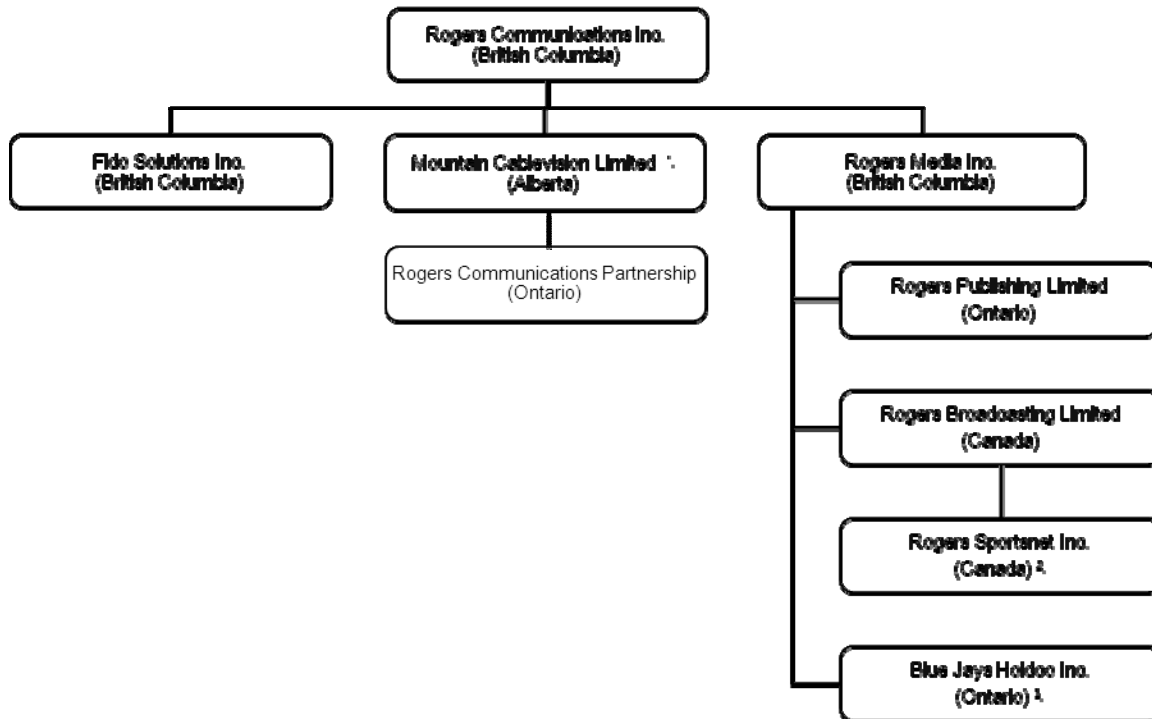 Rogers Communications Inc.
(British Columbia)
Fido Solutions Inc.
(British Columbia)
Mountain Cablevision Limited 1.
(Alberta)
Rogers Media Inc.
(British Columbia)
Rogers Communications Partnership
(Ontario)
Rogers Publishing Limited
(Ontario)
Rogers Broadcasting Limited
(Canada)
Rogers Sportsnet Inc.
(Canada) 2.
Blue Jays Holdco Inc.
(Ontario)